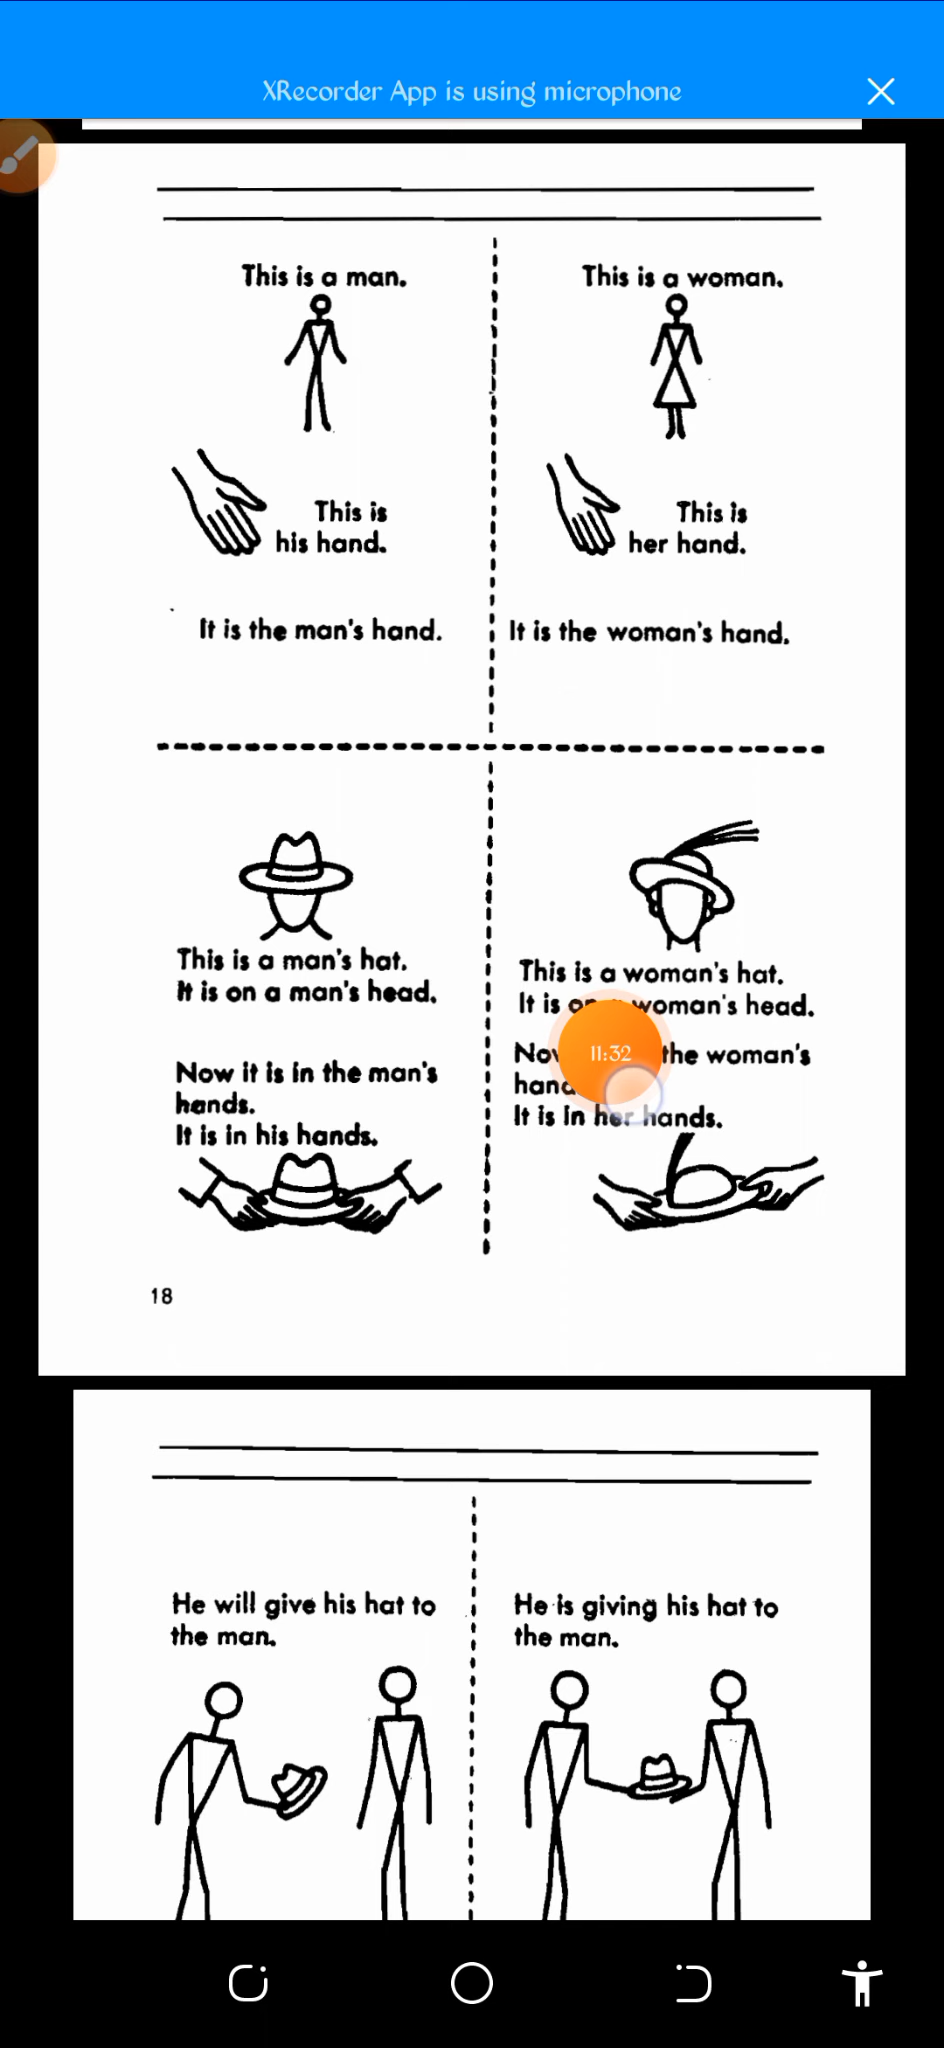 XRecorder App is using microphone
This is a man.
This is
his hand.
It is the man's hand.
This is a woman.
This is
her hand.
It is the woman's hand.
This is a man's hat.
It is on a man's head.
Now it is in the man's
hands.
It is in his hands.
This is a woman's hat.
It is woman's head.
the woman's
It is in her hands.
11:32
18
He will give his hat to
the man.
He is giving his hat to
the man.